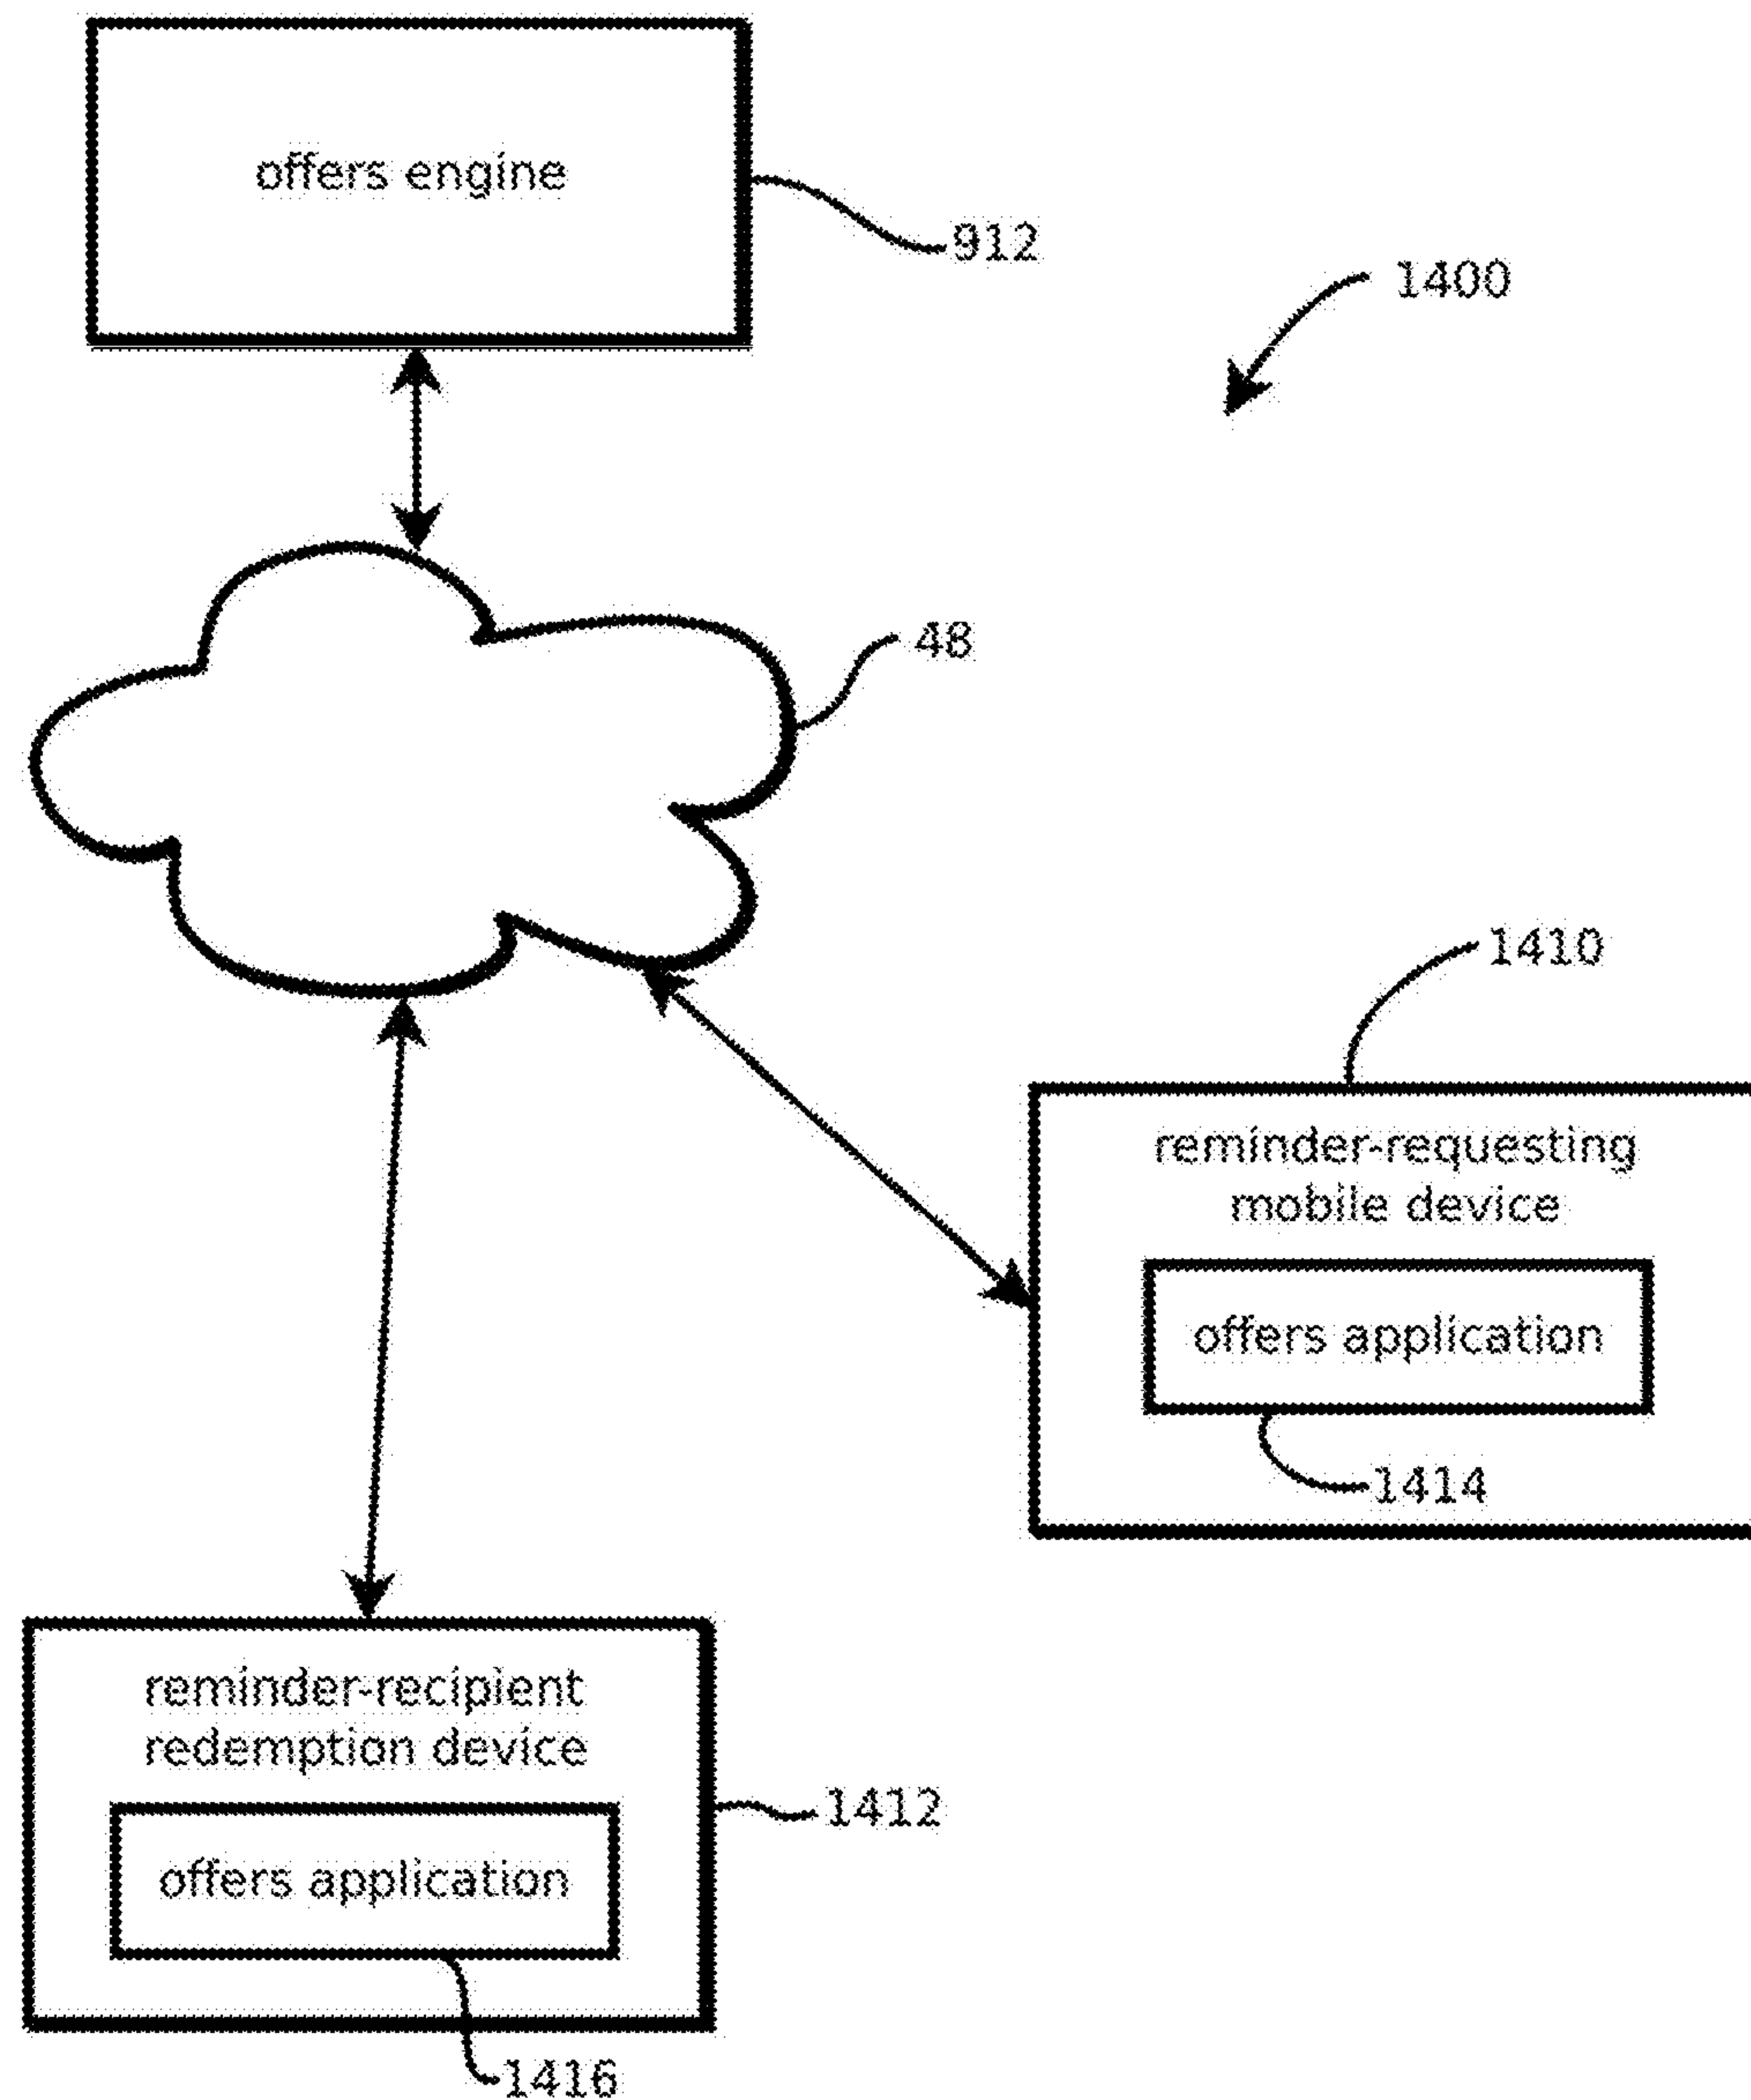 offers engine
912
1400
48
1410
reminder-requesting
mobile device
offers application
1414
reminder-recipient
redemption device
1412
offers application
1416